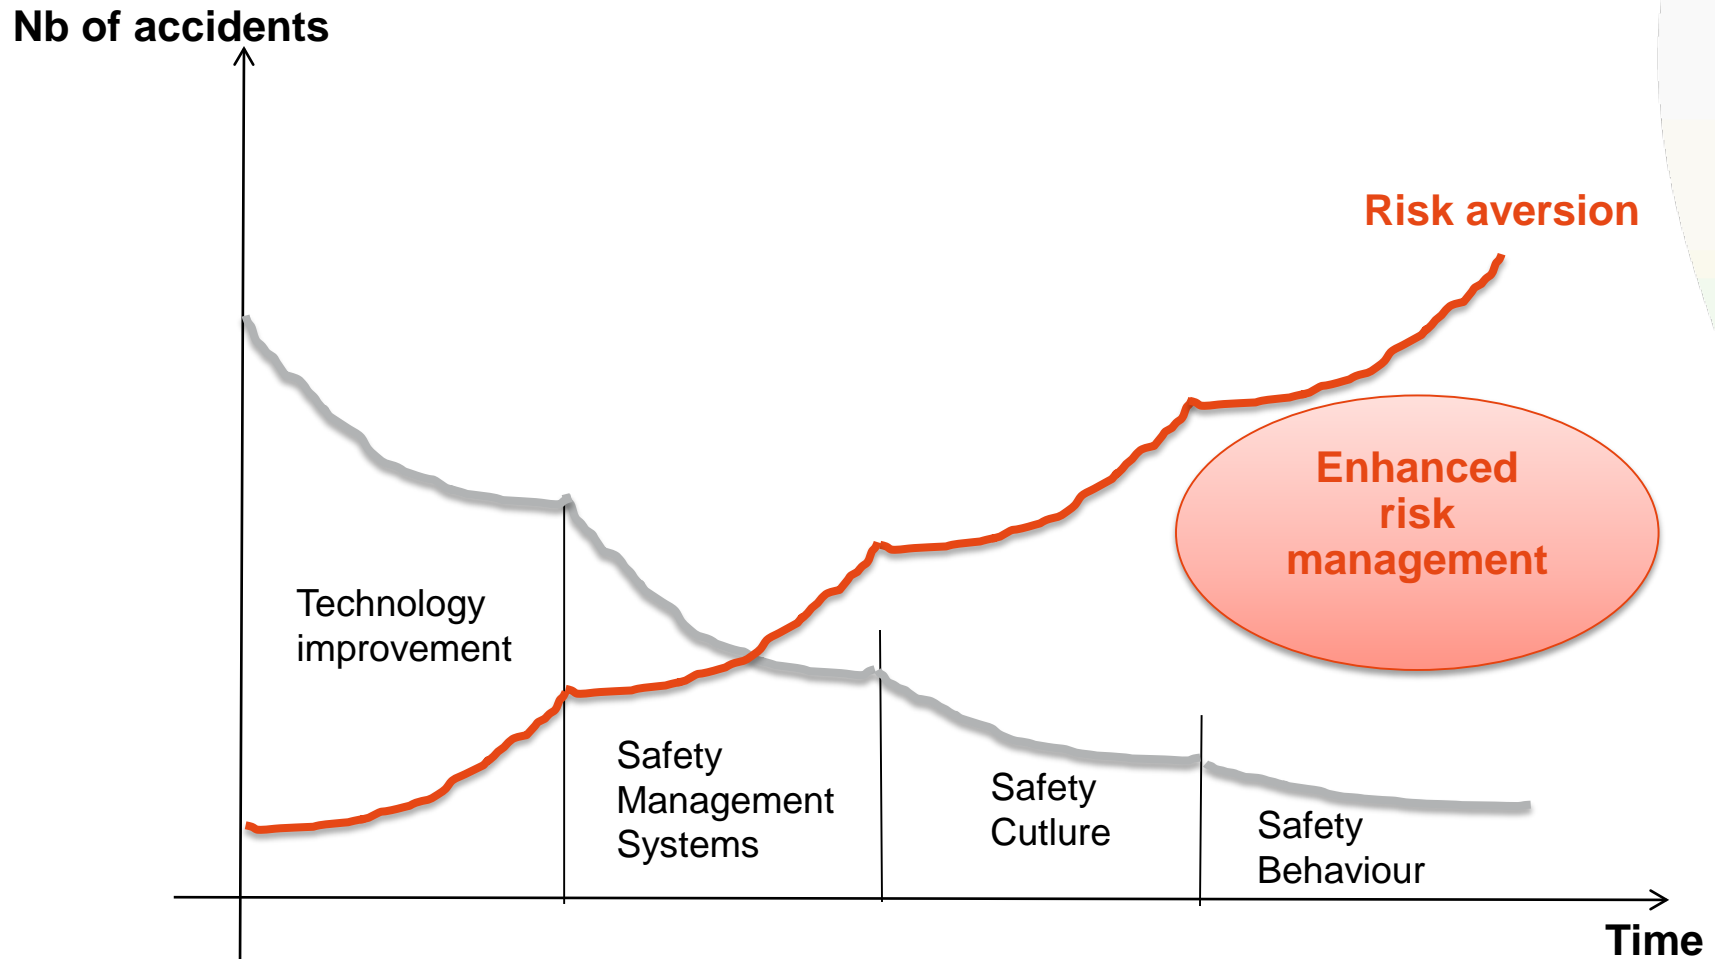 Nb of accidents
Risk aversion
Enhanced
risk
management
Technology
improvement
Safety
Management
Systems
Safety
Cutlure
Safety
Behaviour
Time